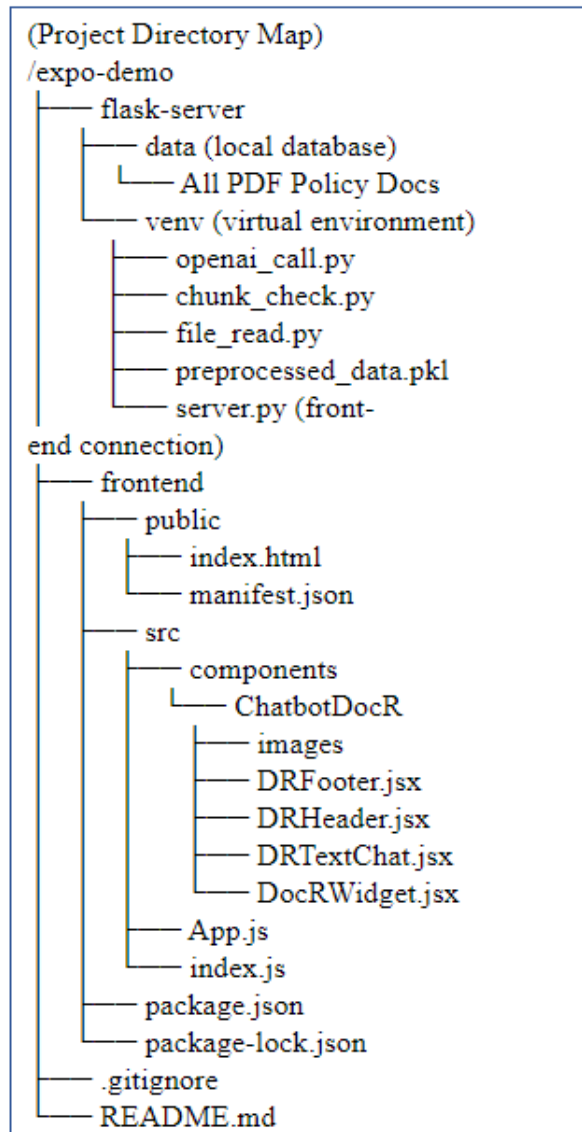 (Project Directory Map)
/expo-demo
├── flask-server
│   ├── data (local database)
│   │   └── All PDF Policy Docs
│   └── venv (virtual environment)
│       ├── openai_call.py
│       ├── chunk_check.py
│       ├── file_read.py
│       ├── preprocessed_data.pkl
│       └── server.py (front-
end connection)
├── frontend
│   ├── public
│   │   ├── index.html
│   │   └── manifest.json
│   ├── src
│   │   ├── components
│   │   │   └── ChatbotDocR
│   │   │       ├── images
│   │   │       ├── DRFooter.jsx
│   │   │       ├── DRHeader.jsx
│   │   │       ├── DRTextChat.jsx
│   │   │       └── DocRWidget.jsx
│   │   ├── App.js
│   │   └── index.js
│   ├── package.json
│   └── package-lock.json
├── .gitignore
└── README.md